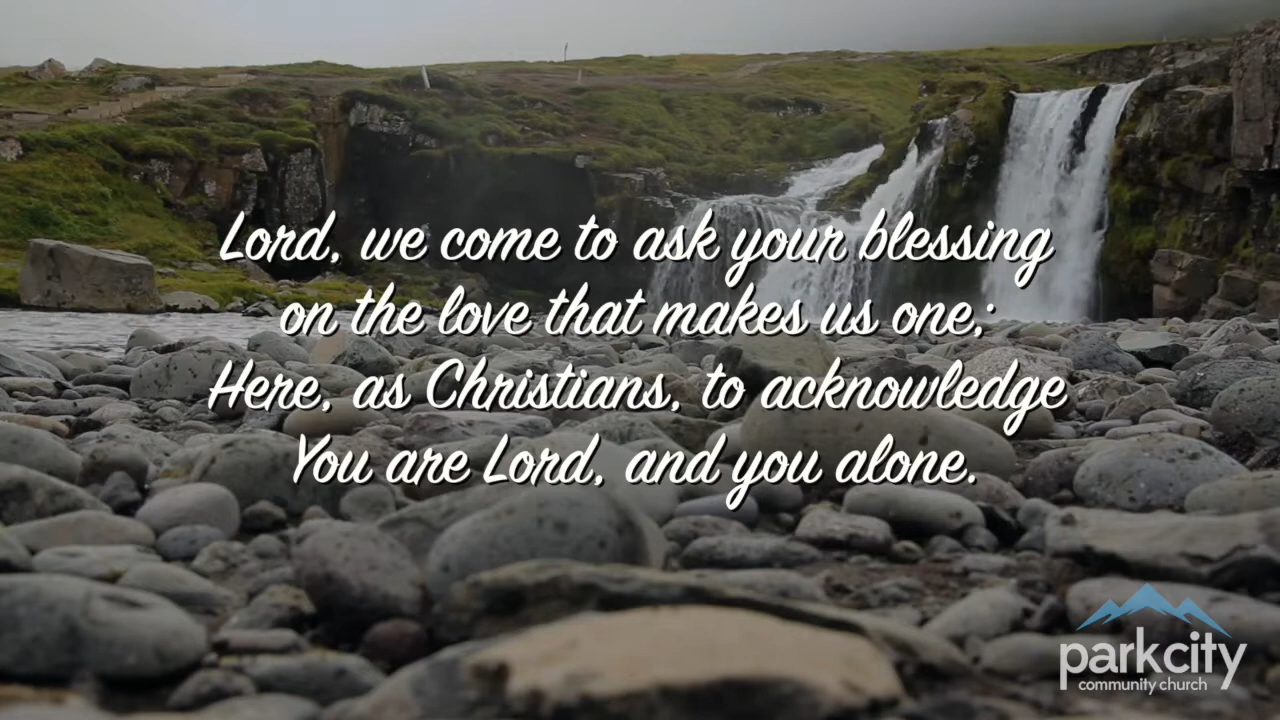 Lord, we come to ask your blessing
on the love that makes us one;
Here, as Christians, to acknowledge
You are Lord, and you alone.
parkcity
community church